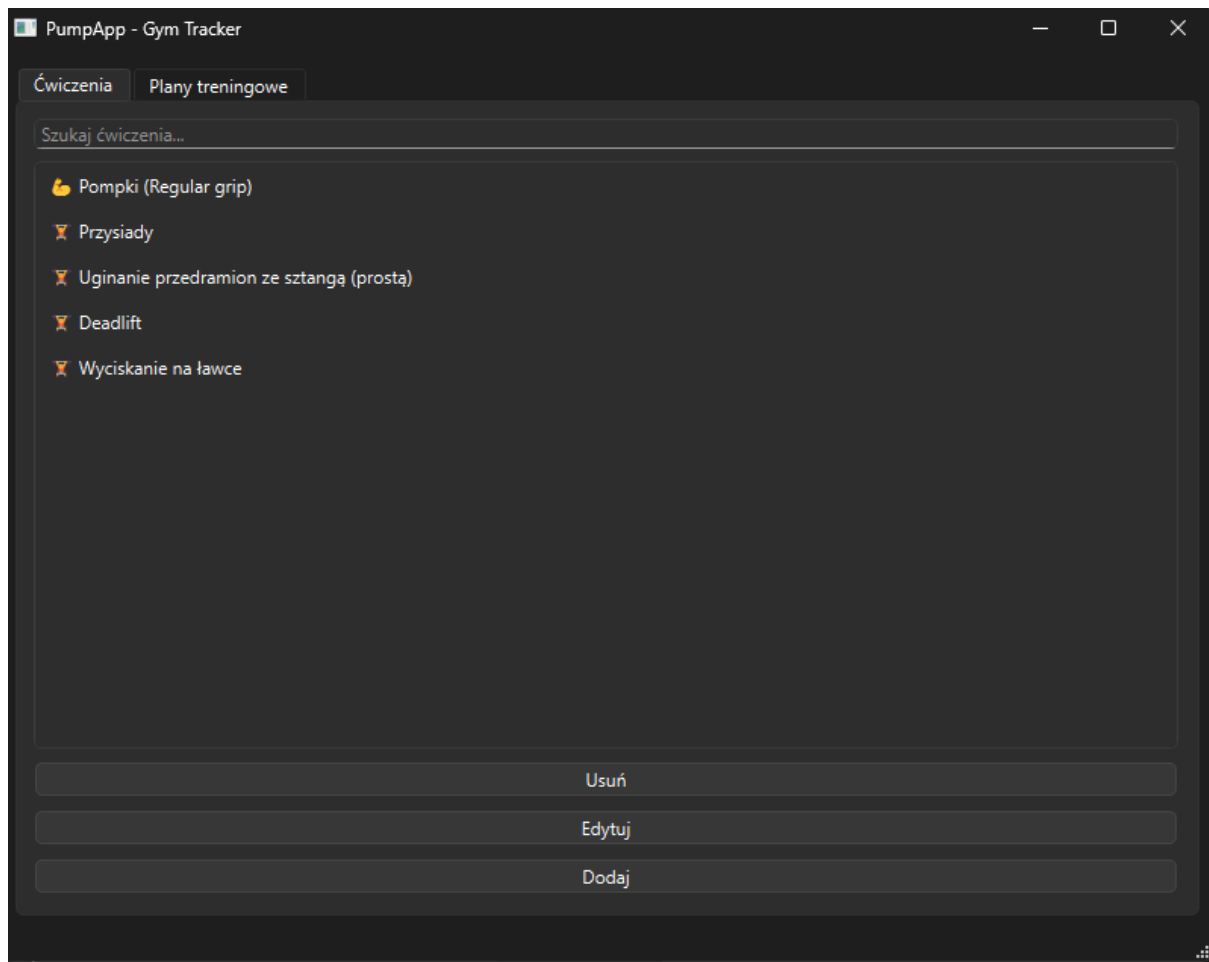 PumpApp - Gym Tracker
Ćwiczenia Plany treningowe
Szukaj ćwiczenia...
💪 Pompki (Regular grip)
🏋 Przysiady
🏋 Uginanie przedramion ze sztangą (prostą)
🏋 Deadlift
🏋 Wyciskanie na ławce
Usuń
Edytuj
Dodaj